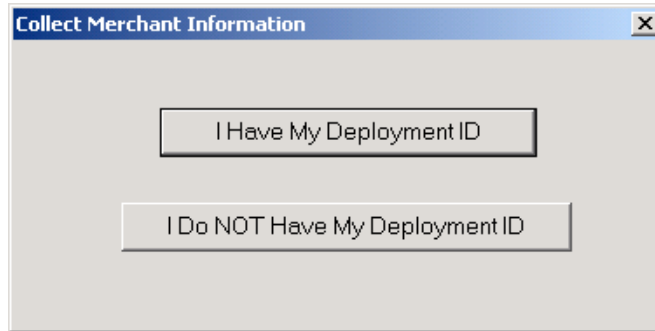 Collect Merchant Information
I Have My Deployment ID
I Do NOT Have My Deployment ID